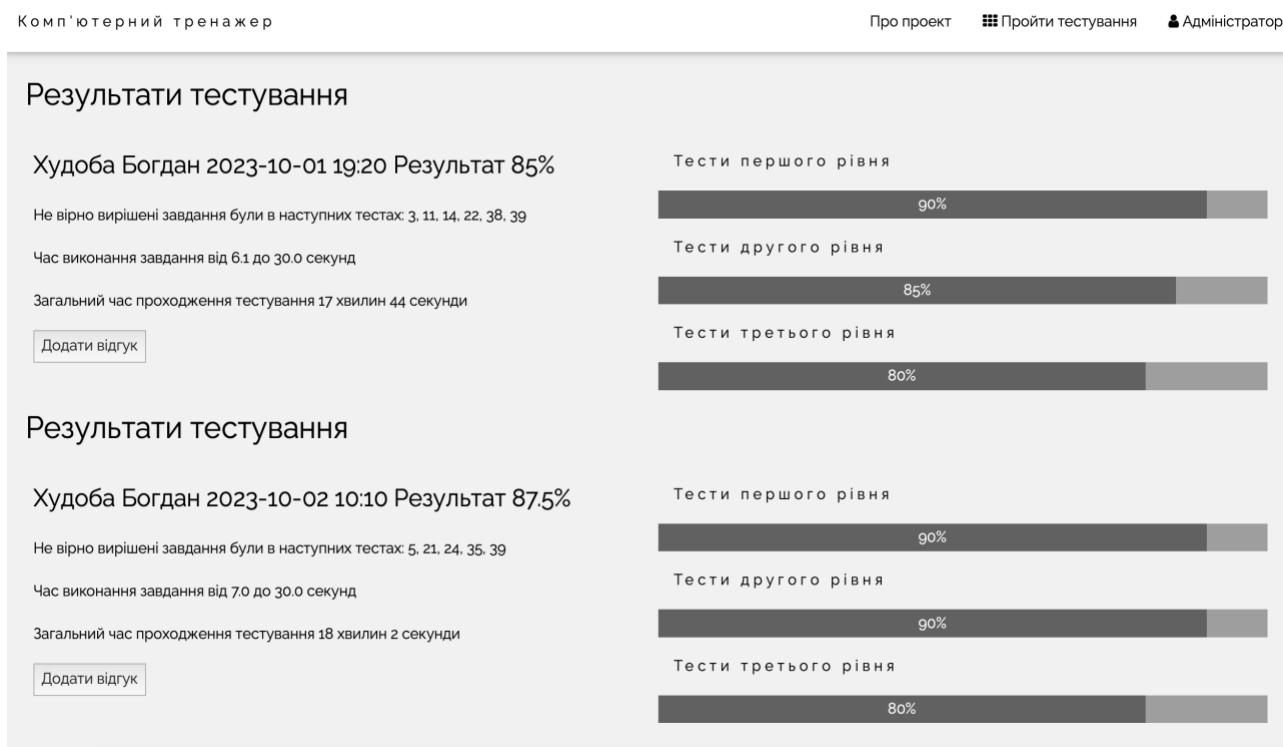 Комп'ютерний тренажер
Про проект
Пройти тестування
Адміністратор
Результати тестування
Худоба Богдан 2023-10-01 19:20 Результат 85%
Не вірно вирішені завдання були в наступних тестах: 3, 11, 14, 22, 38, 39
Час виконання завдання від 6.1 до 30.0 секунд
Загальний час проходження тестування 17 хвилин 44 секунди
Додати відгук
Тести першого рівня
90%
Тести другого рівня
85%
Тести третього рівня
80%
Результати тестування
Худоба Богдан 2023-10-02 10:10 Результат 87.5%
Не вірно вирішені завдання були в наступних тестах: 5, 21, 24, 35, 39
Час виконання завдання від 7.0 до 30.0 секунд
Загальний час проходження тестування 18 хвилин 2 секунди
Додати відгук
Тести першого рівня
90%
Тести другого рівня
90%
Тести третього рівня
80%